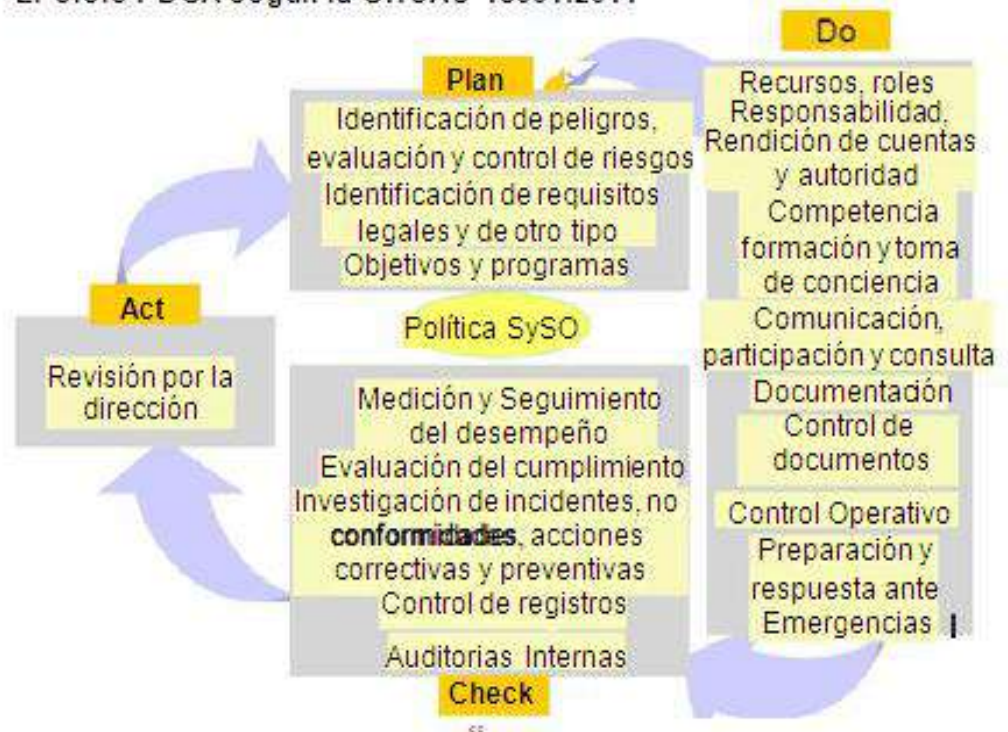 Plan
Identificación de peligros,
evaluación y control de riesgos
Identificación de requisitos
legales y de otro tipo
Objetivos y programas
Do
Recursos, roles
Responsabilidad,
Rendición de cuentas
y autoridad
Competencia
formación y toma
de conciencia
Comunicación,
participación y consulta
Documentación
Control de
documentos
Control Operativo
Preparación y
respuesta ante
Emergencias
Act
Revisión por la
dirección
Política SySO
Medición y Seguimiento
del desempeño
Evaluación del cumplimiento
Investigación de incidentes, no
conformidades, acciones
correctivas y preventivas
Control de registros
Auditorias Internas
Check